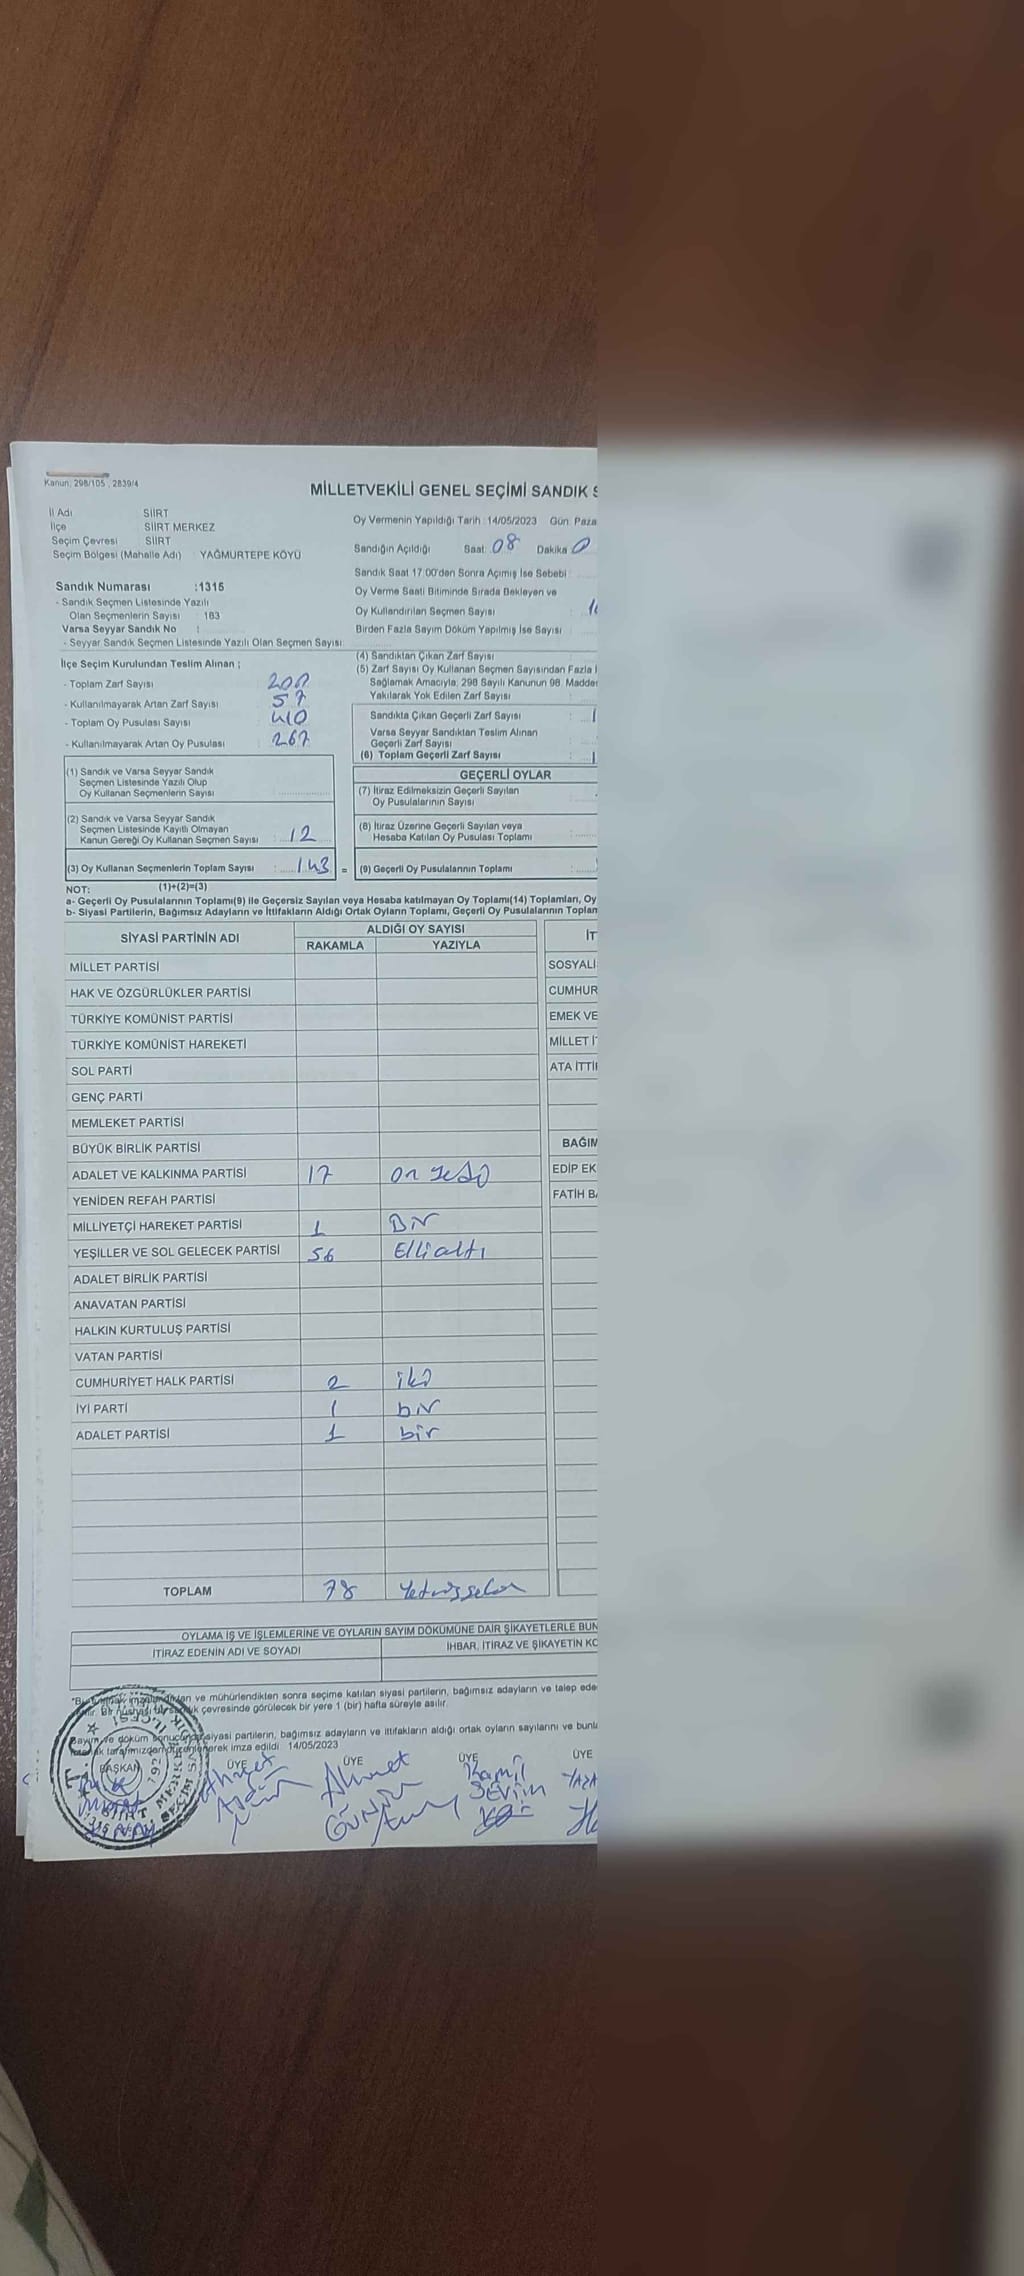 Kanun; 298/105 , 2839/4
MİLLETVEKİLİ GENEL SEÇİMİ SANDIK
İl Adı SİİRT
İlçe SİİRT MERKEZ
Seçim Çevresi SİİRT
Seçim Bölgesi (Mahalle Adı) YAĞMURTEPE KÖYÜ
Oy Vermenin Yapıldığı Tarih :14/05/2023 Gün: Paza
Sandığın Açıldığı Saat: 08 Dakika 0
Sandık Saat 17:00'den Sonra Açımış İse Sebebi :
Sandık Numarası :1315
- Sandık Seçmen Listesinde Yazılı
Olan Seçmenlerin Sayısı : 163
Varsa Seyyar Sandık No :
- Seyyar Sandık Seçmen Listesinde Yazılı Olan Seçmen Sayısı:
Oy Verme Saati Bitiminde Sırada Bekleyen ve
Oy Kullandırılan Seçmen Sayısı :
Birden Fazla Sayım Döküm Yapılmış İse Sayısı :
İlçe Seçim Kurulundan Teslim Alınan ;
- Toplam Zarf Sayısı : 200
- Kullanılmayarak Artan Zarf Sayısı : 57
- Toplam Oy Pusulası Sayısı : 410
- Kullanılmayarak Artan Oy Pusulası : 267
(4) Sandıktan Çıkan Zarf Sayısı
(5) Zarf Sayısı Oy Kullanan Seçmen Sayısından Fazla
Sağlamak Amacıyla; 298 Sayılı Kanunun 98. Madde
Yakılarak Yok Edilen Zarf Sayısı :
Sandıkta Çıkan Geçerli Zarf Sayısı :
Varsa Seyyar Sandıktan Teslim Alınan
Geçerli Zarf Sayısı :
(6) Toplam Geçerli Zarf Sayısı :
(1) Sandık ve Varsa Seyyar Sandık
Seçmen Listesinde Yazılı Olup
Oy Kullanan Seçmenlerin Sayısı :
(2) Sandık ve Varsa Seyyar Sandık
Seçmen Listesinde Kayıtlı Olmayan
Kanun Gereği Oy Kullanan Seçmen Sayısı : 12
(3) Oy Kullanan Seçmenlerin Toplam Sayısı : 143 =
GEÇERLİ OYLAR
(7) İtiraz Edilmeksizin Geçerli Sayılan
Oy Pusulalarının Sayısı
(8) İtiraz Üzerine Geçerli Sayılan veya
Hesaba Katılan Oy Pusulası Toplamı :
(9) Geçerli Oy Pusulalarının Toplamı :
NOT: (1)+(2)=(3)
a- Geçerli Oy Pusulalarının Toplamı(9) ile Geçersiz Sayılan veya Hesaba katılmayan Oy Toplamı(14) Toplamları, Oy
b- Siyasi Partilerin, Bağımsız Adayların ve İttifakların Aldığı Ortak Oyların Toplamı, Geçerli Oy Pusulalarının Toplan
SİYASİ PARTİNİN ADI ALDIĞI OY SAYISI
RAKAMLA YAZIYLA
MİLLET PARTİSİ
HAK VE ÖZGÜRLÜKLER PARTİSİ
TÜRKİYE KOMÜNİST PARTİSİ
TÜRKİYE KOMÜNİST HAREKETİ
SOL PARTİ
GENÇ PARTİ
MEMLEKET PARTİSİ
BÜYÜK BİRLİK PARTİSİ
ADALET VE KALKINMA PARTİSİ 17 on yedi
YENİDEN REFAH PARTİSİ
MİLLİYETÇİ HAREKET PARTİSİ 1 Bir
YEŞİLLER VE SOL GELECEK PARTİSİ 56 Elli altı
ADALET BİRLİK PARTİSİ
ANAVATAN PARTİSİ
HALKIN KURTULUŞ PARTİSİ
VATAN PARTİSİ
CUMHURİYET HALK PARTİSİ 2 iki
İYİ PARTİ 1 bir
ADALET PARTİSİ 1 bir
TOPLAM 78 Yetmişsekiz
İT
SOSYALİ
CUMHUR
EMEK VE
MİLLET İ
ATA İTTİ
BAĞIM
EDİP EK
FATİH B
OYLAMA İŞ VE İŞLEMLERİNE VE OYLARIN SAYIM DÖKÜMÜNE DAİR ŞİKAYETLERLE BUN
İTİRAZ EDENİN ADI VE SOYADI İHBAR, İTİRAZ VE ŞİKAYETİN KO
ve mühürlendikten sonra seçime katılan siyasi partilerin, bağımsız adayların ve talep ede
çevresinde görülecek bir yere 1 (bir) hafta süreyle asılır.
siyasi partilerin, bağımsız adayların ve ittifakların aldığı ortak oyların sayılarını ve bunla
imza edildi 14/05/2023
BAŞKAN ÜYE ÜYE ÜYE ÜYE
Ahmet Kamil
SEVİM
T.C.